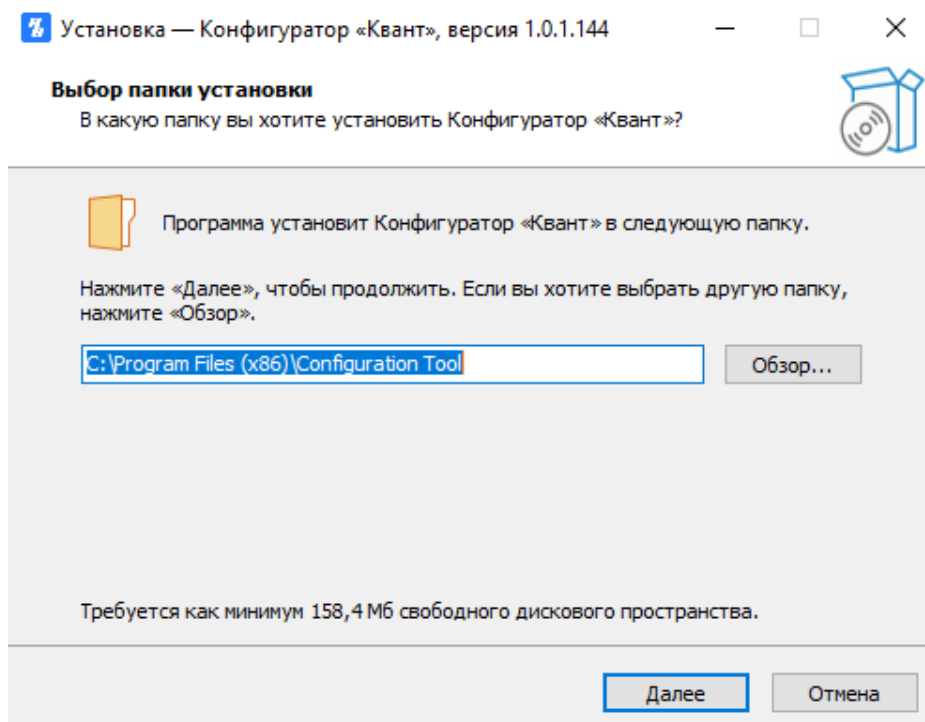 Установка — Конфигуратор «Квант», версия 1.0.1.144
Выбор папки установки
В какую папку вы хотите установить Конфигуратор «Квант»?
Программа установит Конфигуратор «Квант» в следующую папку.
Нажмите «Далее», чтобы продолжить. Если вы хотите выбрать другую папку,
нажмите «Обзор».
C:\Program Files (x86)\Configuration Tool
Обзор...
Требуется как минимум 158,4 Мб свободного дискового пространства.
Далее
Отмена